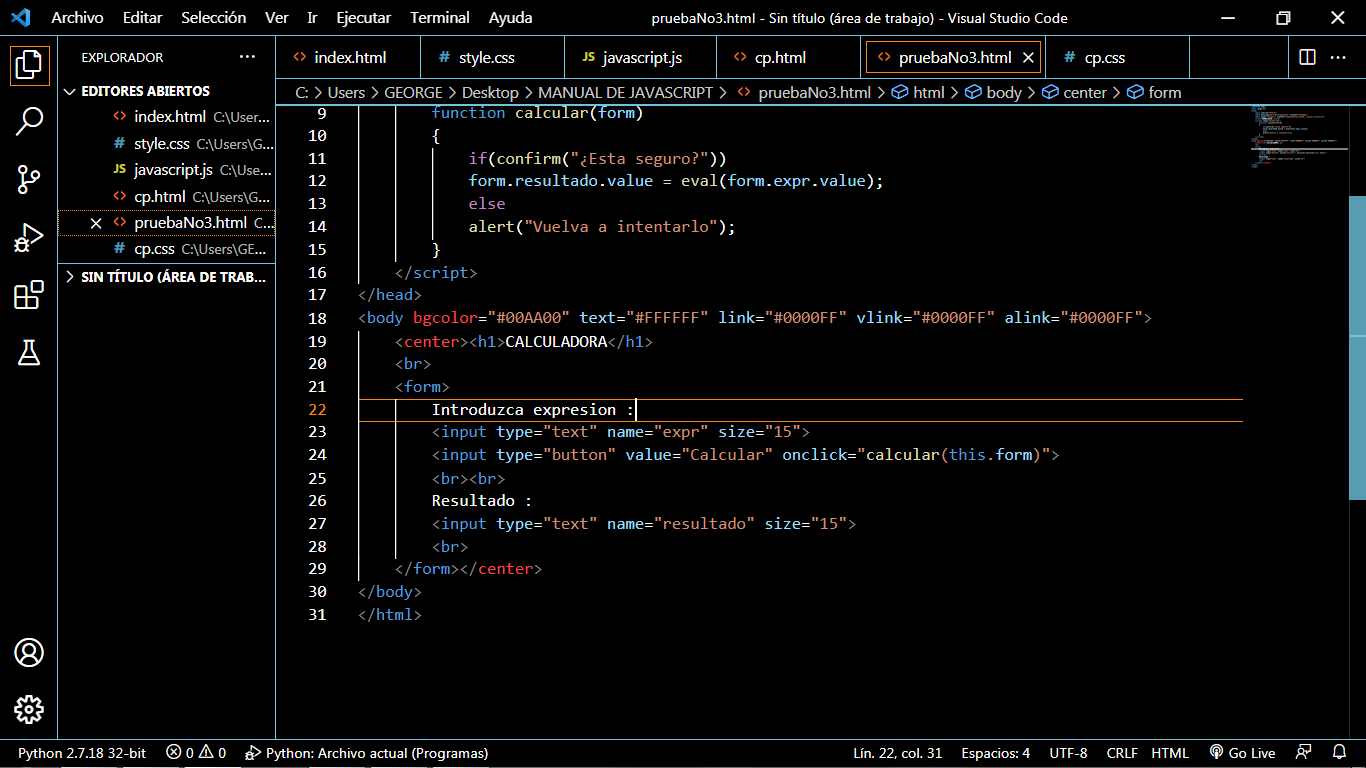 Archivo Editar Selección Ver Ir Ejecutar Terminal Ayuda
pruebaNo3.html - Sin título (área de trabajo) - Visual Studio Code
EXPLORADOR ···
EDITORES ABIERTOS
index.html C:\User...
style.css C:\Users\G...
JS javascript.js C:\Use...
cp.html C:\Users\G...
pruebaNo3.html C...
cp.css C:\Users\GE...
SIN TÍTULO (ÁREA DE TRAB...
index.html # style.css JS javascript.js cp.html pruebaNo3.html # cp.css
C: > Users > GEORGE > Desktop > MANUAL DE JAVASCRIPT > pruebaNo3.html > html > body > center > form
9 function calcular(form)
10 {
11 if(confirm("¿Esta seguro?"))
12 form.resultado.value = eval(form.expr.value);
13 else
14 alert("Vuelva a intentarlo");
15 }
16 </script>
17 </head>
18 <body bgcolor="#00AA00" text="#FFFFFF" link="#0000FF" vlink="#0000FF" alink="#0000FF">
19 <center><h1>CALCULADORA</h1>
20 <br>
21 <form>
22 Introduzca expresion :
23 <input type="text" name="expr" size="15">
24 <input type="button" value="Calcular" onclick="calcular(this.form)">
25 <br><br>
26 Resultado :
27 <input type="text" name="resultado" size="15">
28 <br>
29 </form></center>
30 </body>
31 </html>
Python 2.7.18 32-bit 0 0 Python: Archivo actual (Programas) Lín. 22, col. 31 Espacios: 4 UTF-8 CRLF HTML Go Live